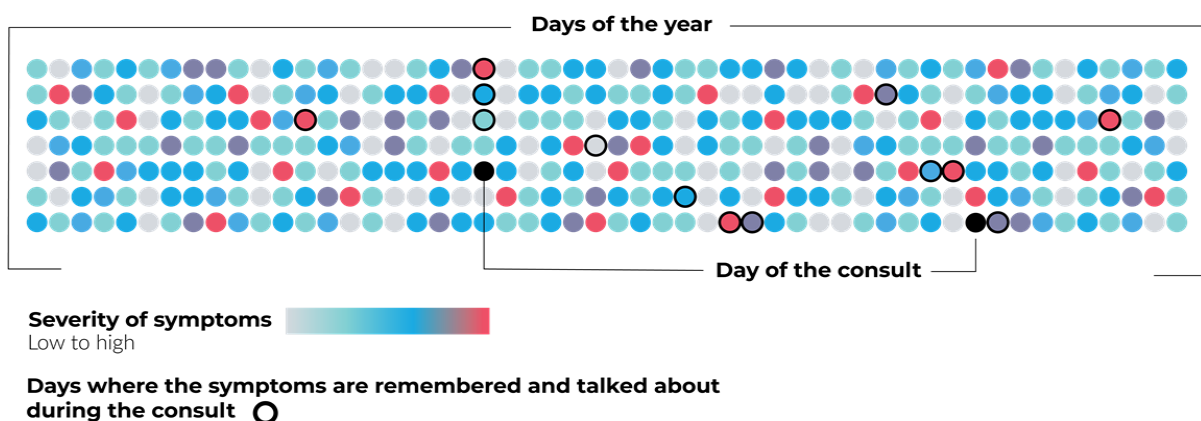 Days of the year
Day of the consult
Severity of symptoms
Low to high
Days where the symptoms are remembered and talked about
during the consult